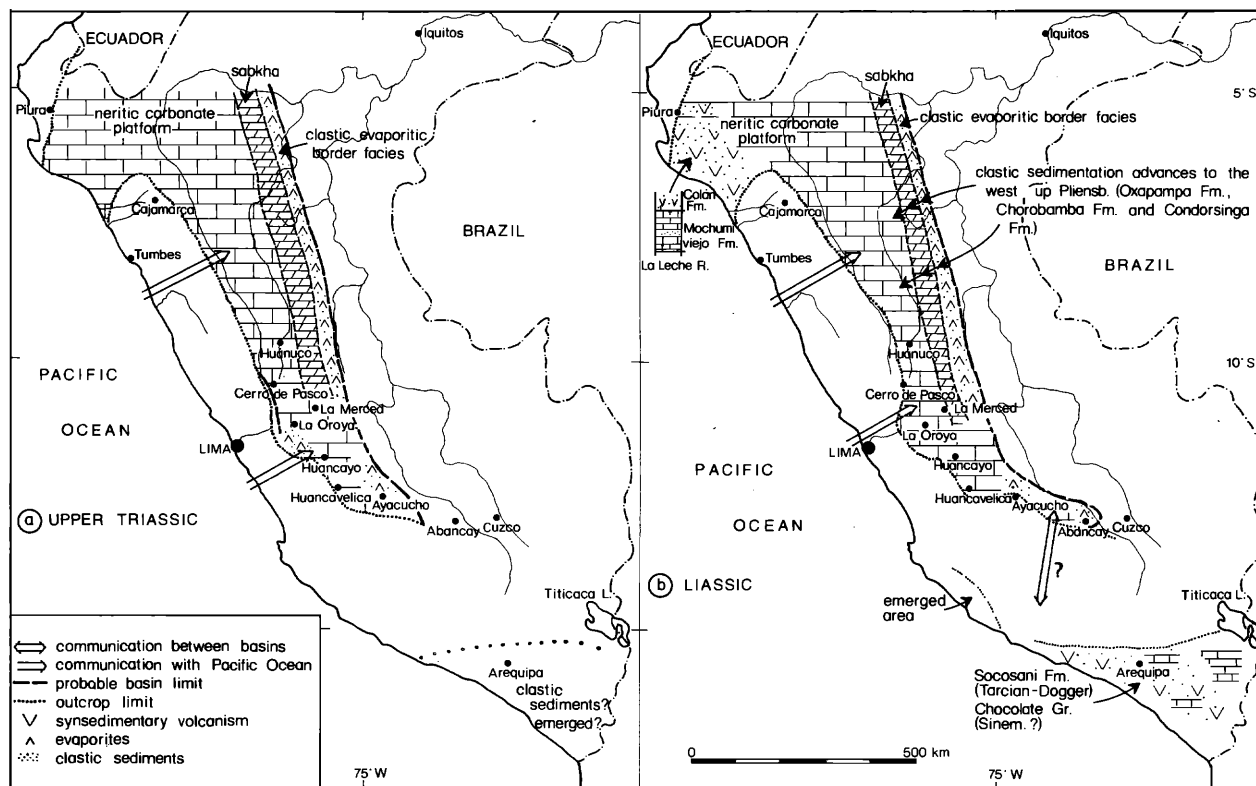 ECUADOR
Iquitos
sabkha
Piura
neritic carbonate
platform
clastic evaporitic
border facies
Cajamarca
BRAZIL
Tumbes
Huánuco
PACIFIC
OCEAN
Cerro de Pasco
La Merced
La Oroya
LIMA
Huancayo
Huancavelica
Ayacucho
Abancay
Cuzco
a UPPER TRIASSIC
Titicaca L.
Arequipa
clastic
sediments?
emerged?
communication between basins
communication with Pacific Ocean
probable basin limit
outcrop limit
synsedimentary volcanism
evaporites
clastic sediments
75° W
ECUADOR
Iquitos
sabkha
5° S
Piura
neritic carbonate
platform
clastic evaporitic border facies
clastic sedimentation advances to the
west up Pliensb. (Oxapampa Fm.,
Chorobamba Fm. and Condorsinga
Fm.)
Colán
Fm.
Mochumi
viejo Fm.
La Leche R.
Cajamarca
Tumbes
BRAZIL
Huánuco
10° S
Cerro de Pasco
La Merced
La Oroya
LIMA
Huancayo
PACIFIC
OCEAN
Huancavelica
Ayacucho
Abancay
Cuzco
?
b LIASSIC
emerged
area
Titicaca L.
Arequipa
Socosani Fm.
(Tarcian-Dogger)
Chocolate Gr.
(Sinem. ?)
0 500 km
75° W